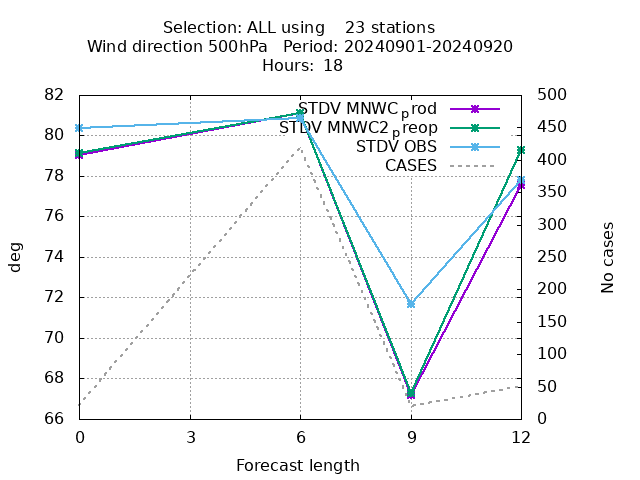 Selection: ALL using    23 stations
Wind direction 500hPa   Period: 20240901-20240920
Hours: 18
STDV MNWC_prod
STDV MNWC2_preop
STDV OBS
CASES
82
80
78
76
74
72
70
68
66
500
450
400
350
300
250
200
150
100
50
0
deg
No cases
0 3 6 9 12
Forecast length